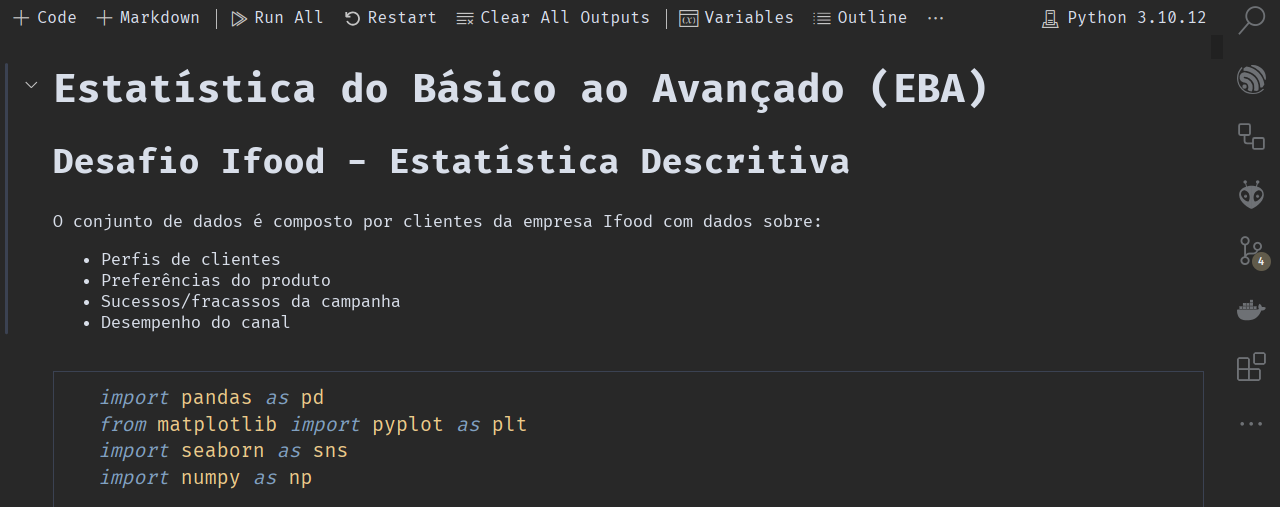 Code Markdown Run All Restart Clear All Outputs Variables Outline ... Python 3.10.12
Estatística do Básico ao Avançado (EBA)
Desafio Ifood - Estatística Descritiva
O conjunto de dados é composto por clientes da empresa Ifood com dados sobre:
• Perfis de clientes
• Preferências do produto
• Sucessos/fracassos da campanha
• Desempenho do canal
4
import pandas as pd
from matplotlib import pyplot as plt
import seaborn as sns
import numpy as np